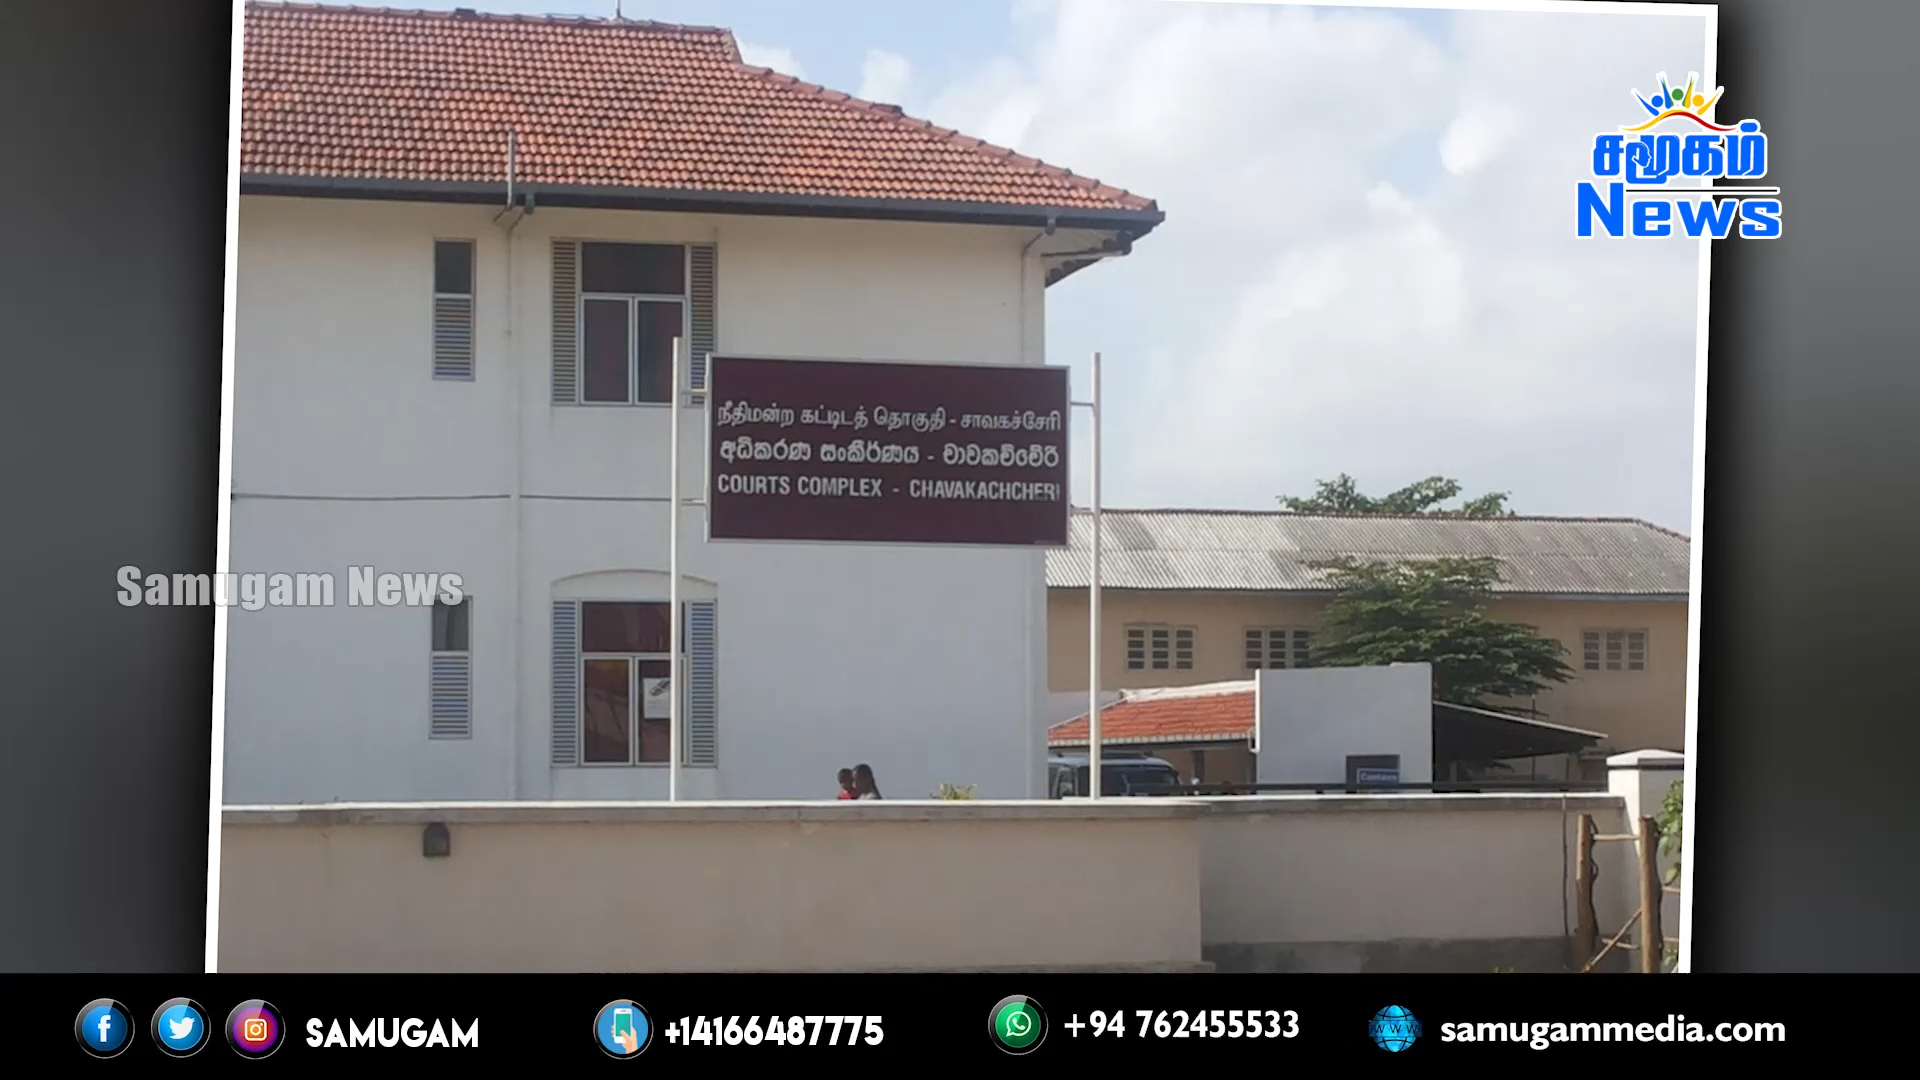 சமூகம்
News
நீதிமன்ற கட்டிடத் தொகுதி - சாவகச்சேரி
අධිකරණ සංකීර්ණය - චාවකච්චේරි
COURTS COMPLEX - CHAVAKACHCHERI
Samugam News
Canteen
SAMUGAM
+14166487775
+94 762455533
samugammedia.com